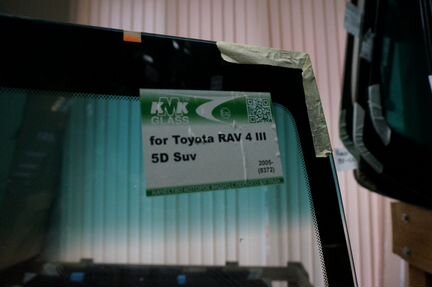 KMK
GLASS
for Toyota RAV 4 III
5D Suv
2005-
(8372)